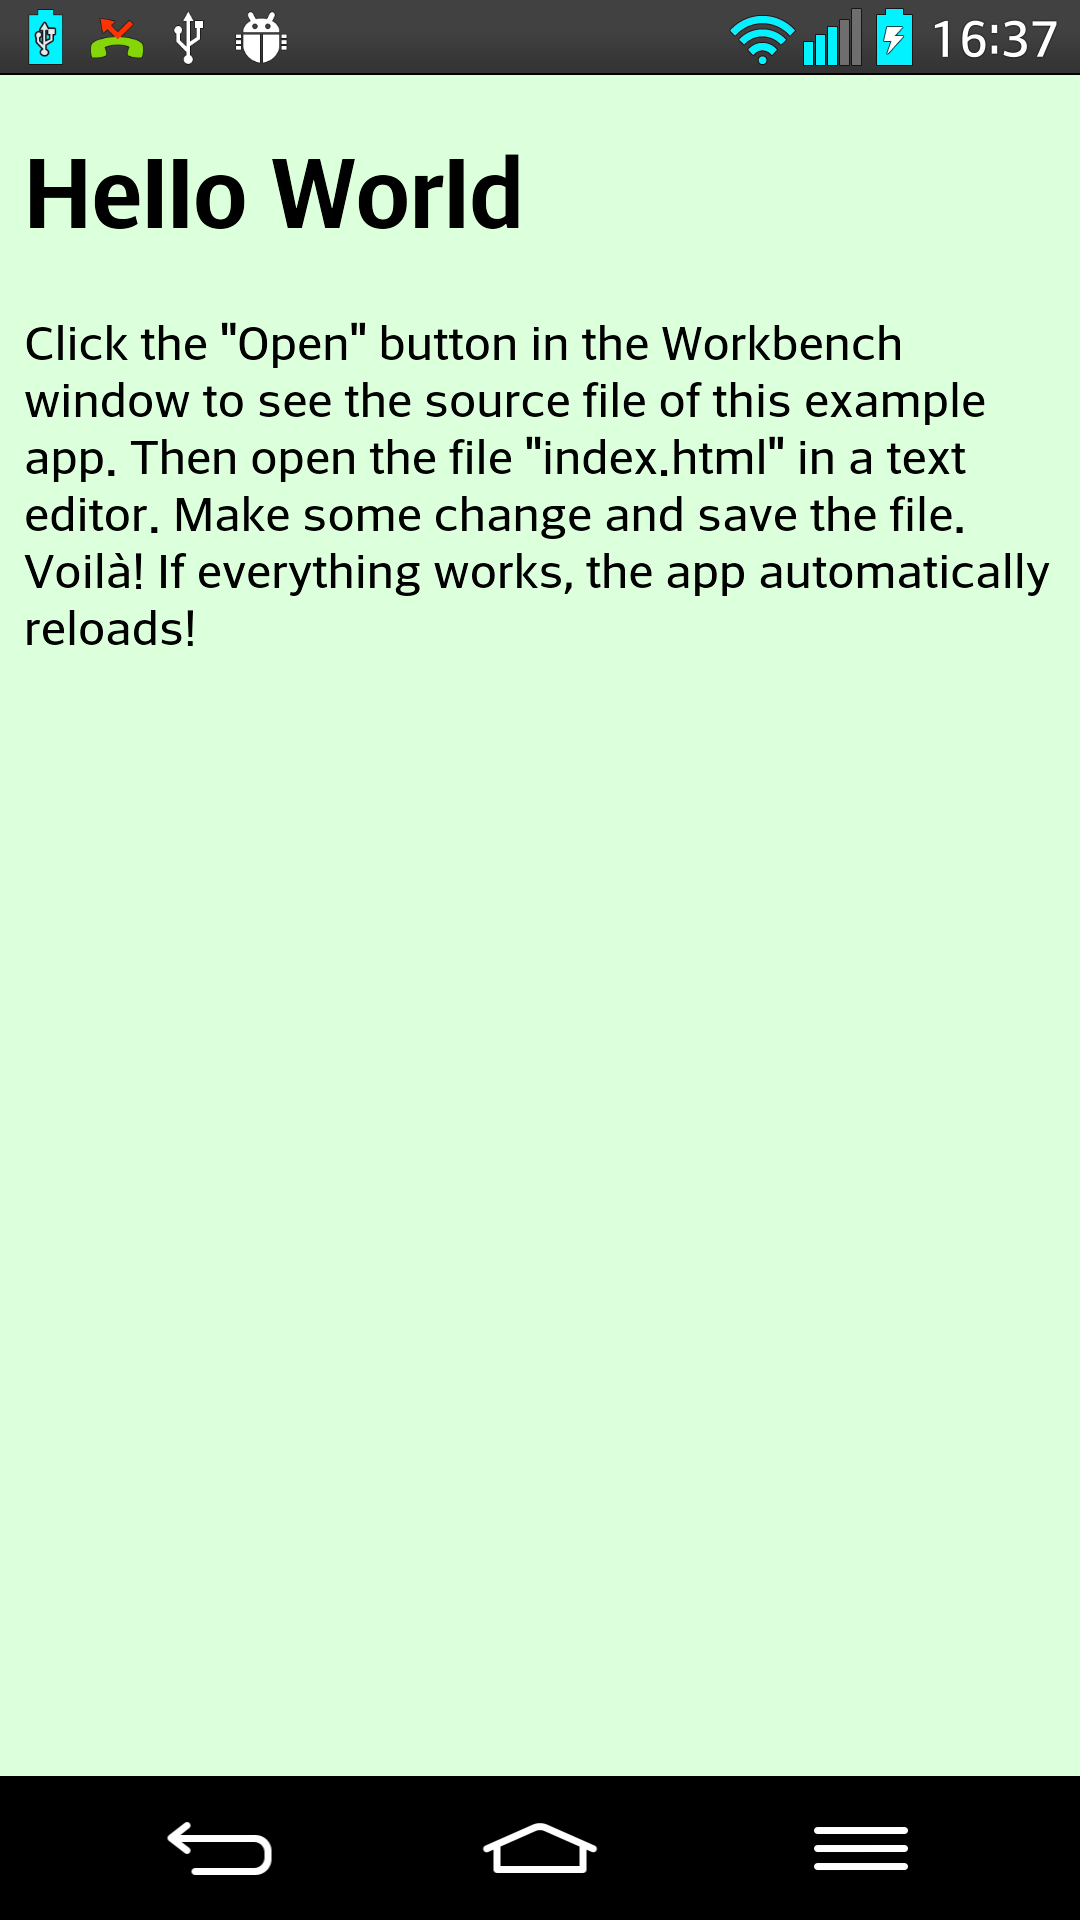 16:37
Hello World
Click the "Open" button in the Workbench
window to see the source file of this example
app. Then open the file "index.html" in a text
editor. Make some change and save the file.
Voilà! If everything works, the app automatically
reloads!